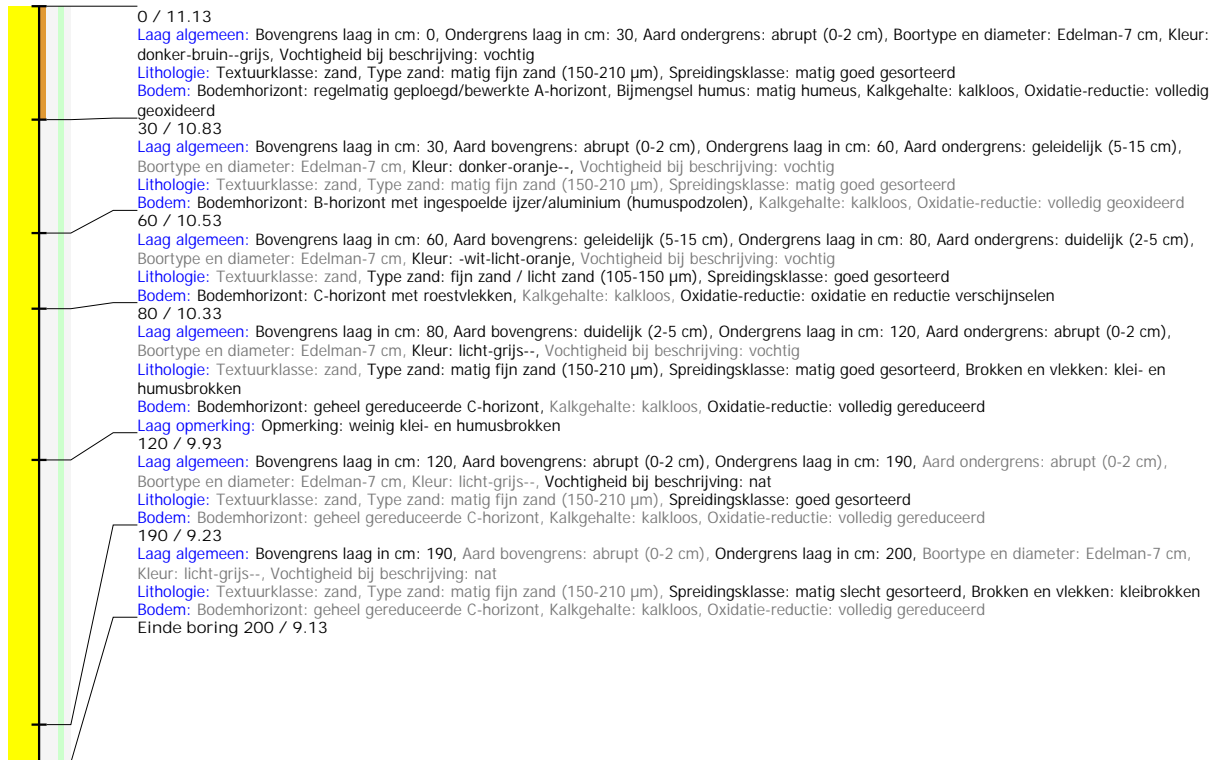 0 / 11.13
Laag algemeen: Bovengrens laag in cm: 0, Ondergrens laag in cm: 30, Aard ondergrens: abrupt (0-2 cm), Boortype en diameter: Edelman-7 cm, Kleur:
donker-bruin--grijs, Vochtigheid bij beschrijving: vochtig
Lithologie: Textuurklasse: zand, Type zand: matig fijn zand (150-210 µm), Spreidingsklasse: matig goed gesorteerd
Bodem: Bodemhorizont: regelmatig geploegd/bewerkte A-horizont, Bijmengsel humus: matig humeus, Kalkgehalte: kalkloos, Oxidatie-reductie: volledig
geoxideerd
30 / 10.83
Laag algemeen: Bovengrens laag in cm: 30, Aard bovengrens: abrupt (0-2 cm), Ondergrens laag in cm: 60, Aard ondergrens: geleidelijk (5-15 cm),
Boortype en diameter: Edelman-7 cm, Kleur: donker-oranje--, Vochtigheid bij beschrijving: vochtig
Lithologie: Textuurklasse: zand, Type zand: matig fijn zand (150-210 µm), Spreidingsklasse: matig goed gesorteerd
Bodem: Bodemhorizont: B-horizont met ingespoelde ijzer/aluminium (humuspodzolen), Kalkgehalte: kalkloos, Oxidatie-reductie: volledig geoxideerd
60 / 10.53
Laag algemeen: Bovengrens laag in cm: 60, Aard bovengrens: geleidelijk (5-15 cm), Ondergrens laag in cm: 80, Aard ondergrens: duidelijk (2-5 cm),
Boortype en diameter: Edelman-7 cm, Kleur: -wit-licht-oranje, Vochtigheid bij beschrijving: vochtig
Lithologie: Textuurklasse: zand, Type zand: fijn zand / licht zand (105-150 µm), Spreidingsklasse: goed gesorteerd
Bodem: Bodemhorizont: C-horizont met roestvlekken, Kalkgehalte: kalkloos, Oxidatie-reductie: oxidatie en reductie verschijnselen
80 / 10.33
Laag algemeen: Bovengrens laag in cm: 80, Aard bovengrens: duidelijk (2-5 cm), Ondergrens laag in cm: 120, Aard ondergrens: abrupt (0-2 cm),
Boortype en diameter: Edelman-7 cm, Kleur: licht-grijs--, Vochtigheid bij beschrijving: vochtig
Lithologie: Textuurklasse: zand, Type zand: matig fijn zand (150-210 µm), Spreidingsklasse: matig goed gesorteerd, Brokken en vlekken: klei- en
humusbrokken
Bodem: Bodemhorizont: geheel gereduceerde C-horizont, Kalkgehalte: kalkloos, Oxidatie-reductie: volledig gereduceerd
Laag opmerking: Opmerking: weinig klei- en humusbrokken
120 / 9.93
Laag algemeen: Bovengrens laag in cm: 120, Aard bovengrens: abrupt (0-2 cm), Ondergrens laag in cm: 190, Aard ondergrens: abrupt (0-2 cm),
Boortype en diameter: Edelman-7 cm, Kleur: licht-grijs--, Vochtigheid bij beschrijving: nat
Lithologie: Textuurklasse: zand, Type zand: matig fijn zand (150-210 µm), Spreidingsklasse: goed gesorteerd
Bodem: Bodemhorizont: geheel gereduceerde C-horizont, Kalkgehalte: kalkloos, Oxidatie-reductie: volledig gereduceerd
190 / 9.23
Laag algemeen: Bovengrens laag in cm: 190, Aard bovengrens: abrupt (0-2 cm), Ondergrens laag in cm: 200, Boortype en diameter: Edelman-7 cm,
Kleur: licht-grijs--, Vochtigheid bij beschrijving: nat
Lithologie: Textuurklasse: zand, Type zand: matig fijn zand (150-210 µm), Spreidingsklasse: matig slecht gesorteerd, Brokken en vlekken: kleibrokken
Bodem: Bodemhorizont: geheel gereduceerde C-horizont, Kalkgehalte: kalkloos, Oxidatie-reductie: volledig gereduceerd
Einde boring 200 / 9.13